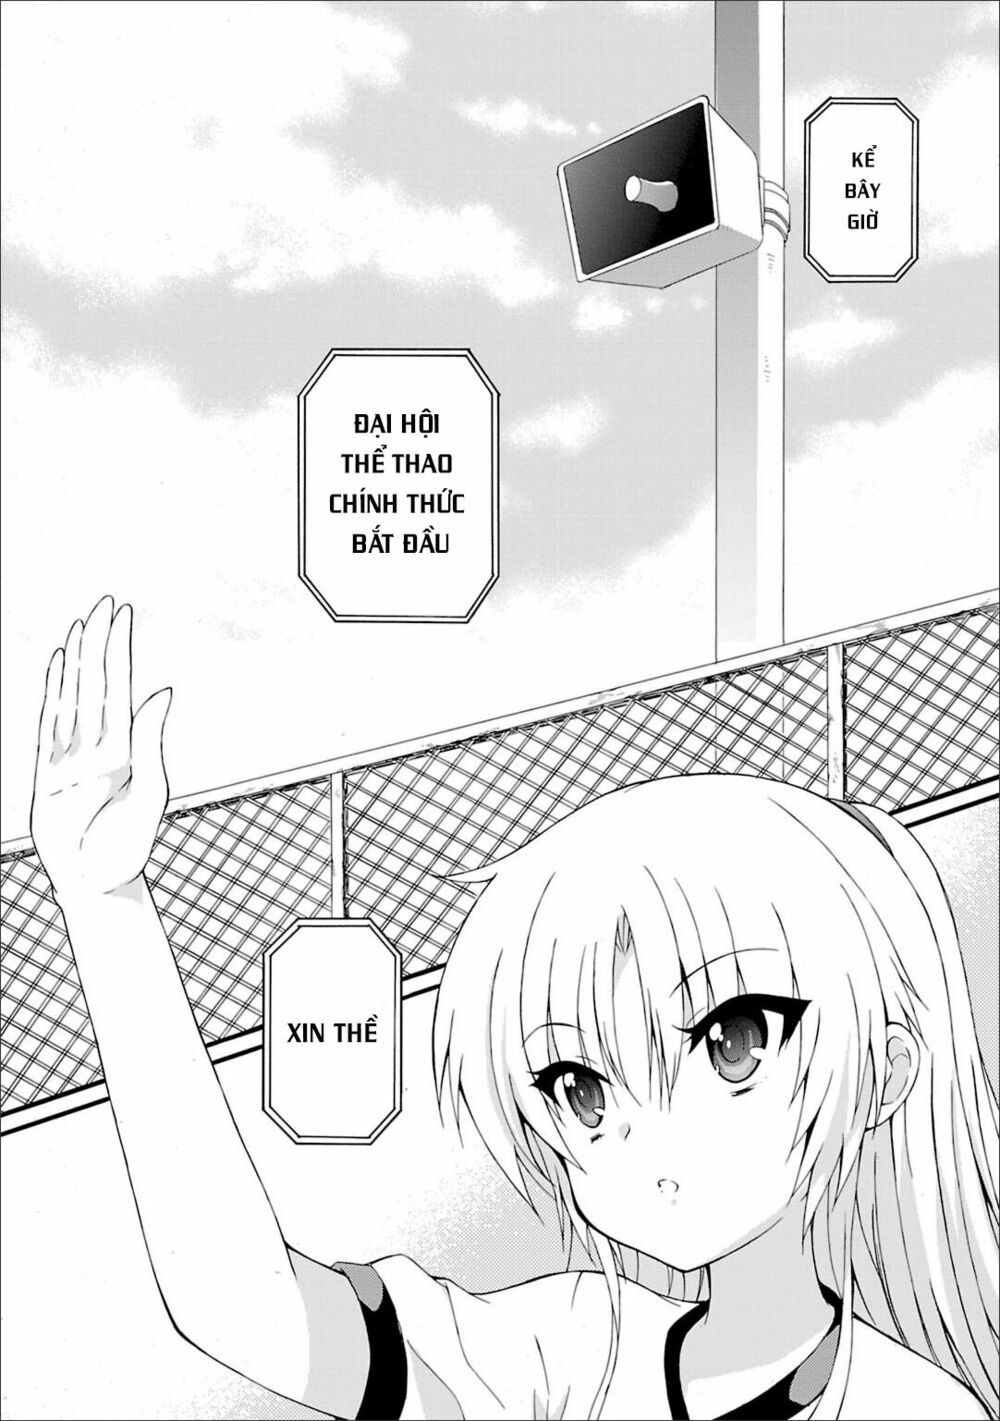 KỂ
BÂY
GIỜ
ĐẠI HỘI
THỂ THAO
CHÍNH THỨC
BẮT ĐẦU
XIN THỀ